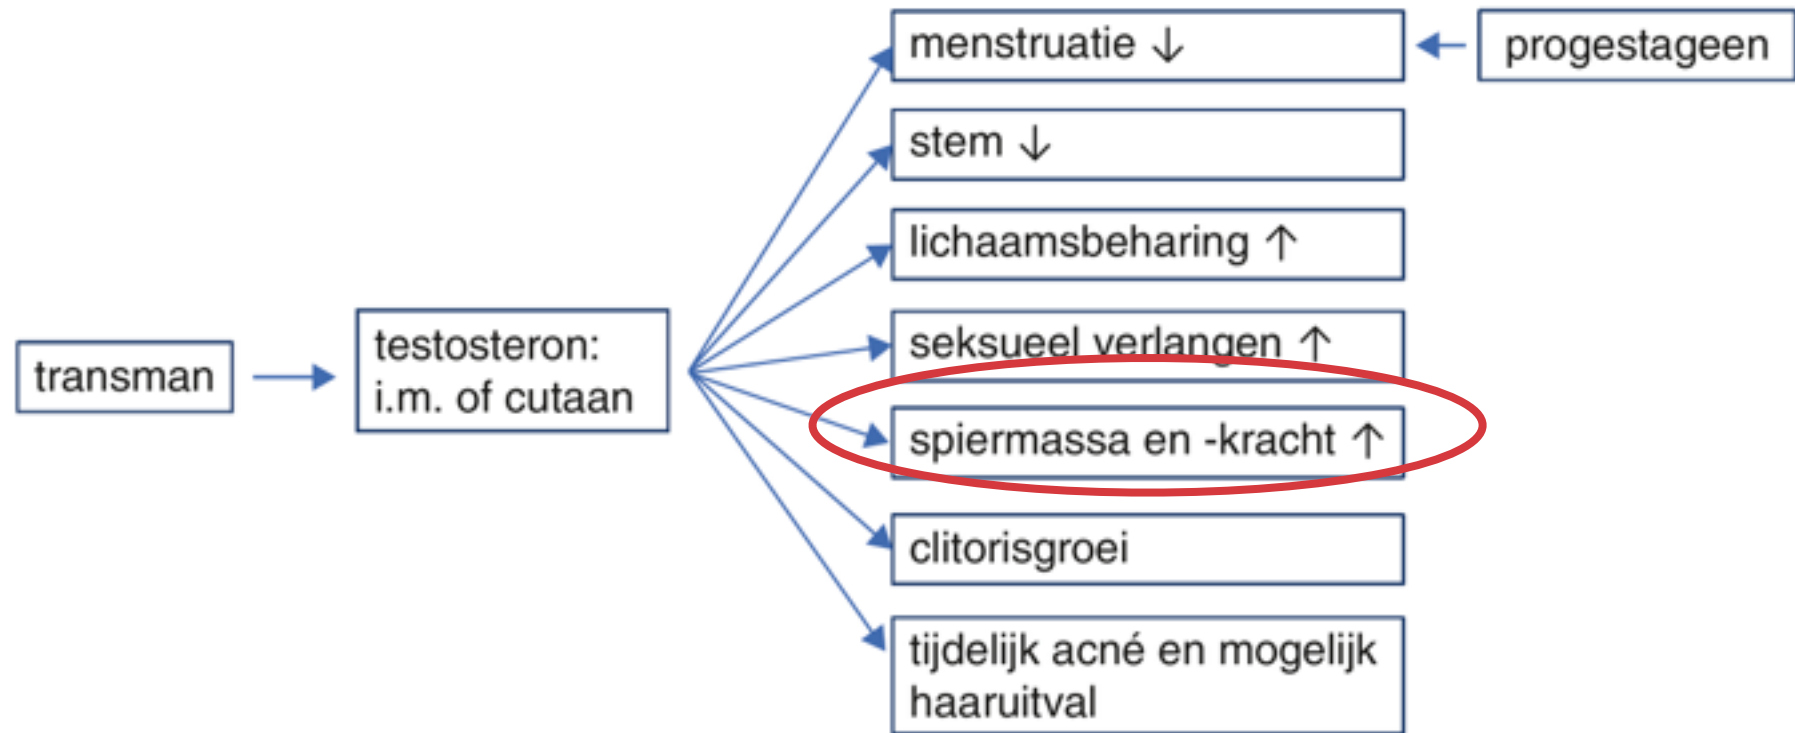 transman
testosteron:
i.m. of cutaan
menstruatie ↓
progestageen
stem ↓
lichaamsbeharing ↑
seksueel verlangen ↑
spiermassa en -kracht ↑
clitorisgroei
tijdelijk acné en mogelijk
haaruitval